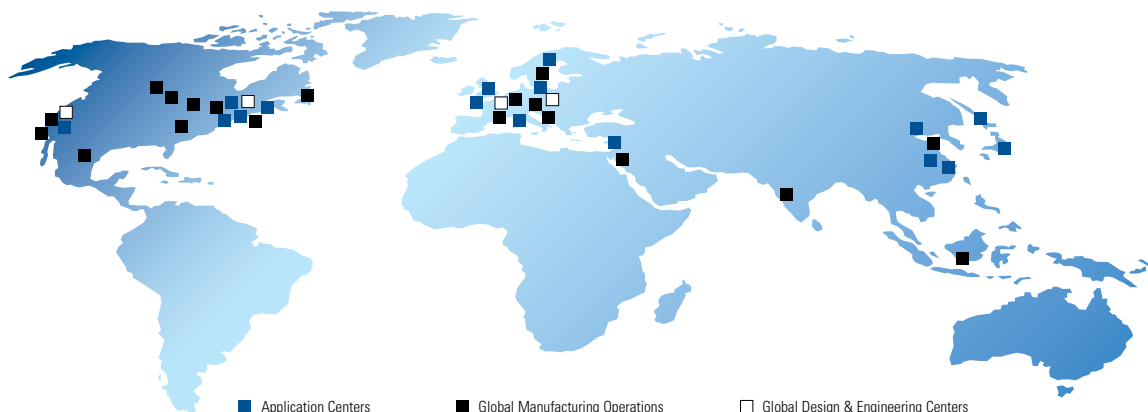 Application Centers
Global Manufacturing Operations
Global Design & Engineering Centers